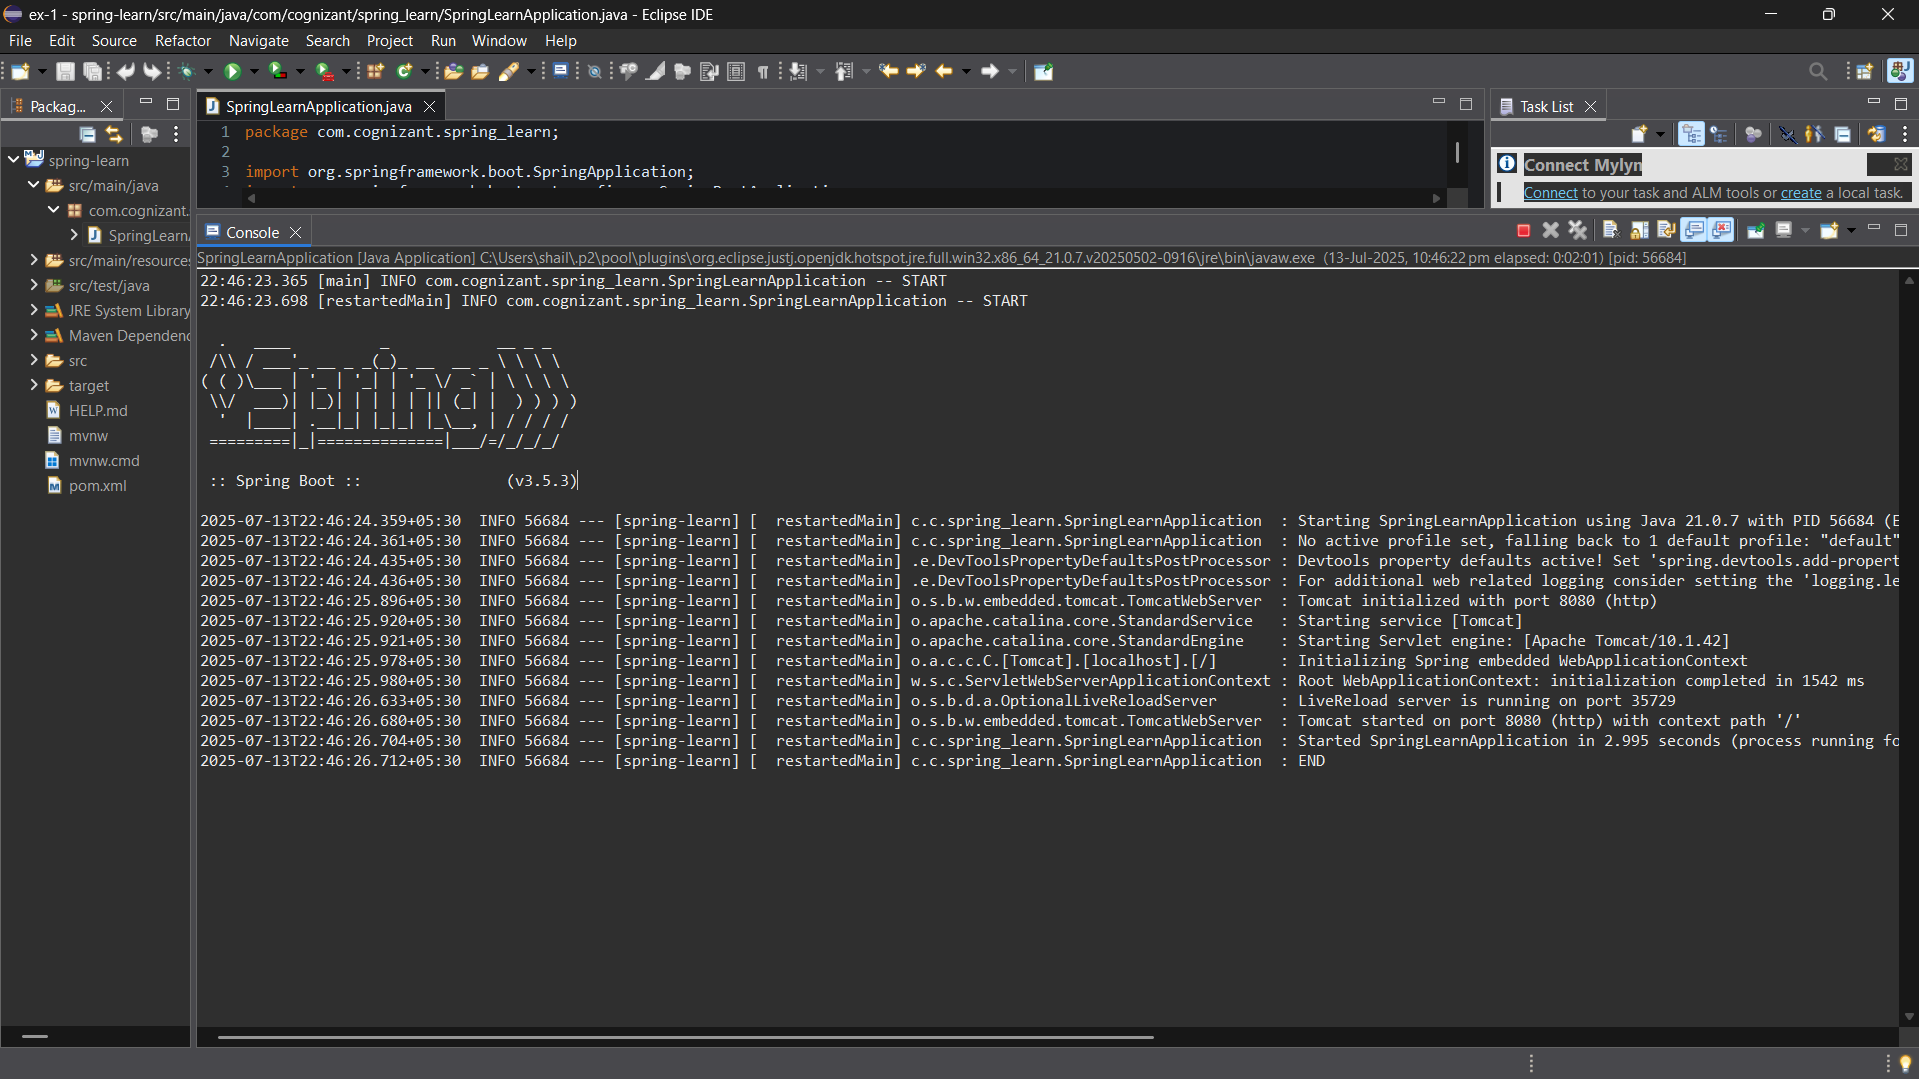 ex-1 - spring-learn/src/main/java/com/cognizant/spring_learn/SpringLearnApplication.java - Eclipse IDE
File Edit Source Refactor Navigate Search Project Run Window Help
Packag...
spring-learn
src/main/java
com.cognizant.
SpringLearn
src/main/resource
src/test/java
JRE System Library
Maven Dependenc
src
target
HELP.md
mvnw
mvnw.cmd
pom.xml
SpringLearnApplication.java
1 package com.cognizant.spring_learn;
2
3 import org.springframework.boot.SpringApplication;
Task List
Connect Mylyn
Connect to your task and ALM tools or create a local task.
Console
SpringLearnApplication [Java Application] C:\Users\shail\.p2\pool\plugins\org.eclipse.justj.openjdk.hotspot.jre.full.win32.x86_64_21.0.7.v20250502-0916\jre\bin\javaw.exe (13-Jul-2025, 10:46:22 pm elapsed: 0:02:01) [pid: 56684]
22:46:23.365 [main] INFO com.cognizant.spring_learn.SpringLearnApplication -- START
22:46:23.698 [restartedMain] INFO com.cognizant.spring_learn.SpringLearnApplication -- START
Spring
:: Spring Boot :: (v3.5.3)
2025-07-13T22:46:24.359+05:30 INFO 56684 --- [spring-learn] [ restartedMain] c.c.spring_learn.SpringLearnApplication : Starting SpringLearnApplication using Java 21.0.7 with PID 56684 (E
2025-07-13T22:46:24.361+05:30 INFO 56684 --- [spring-learn] [ restartedMain] c.c.spring_learn.SpringLearnApplication : No active profile set, falling back to 1 default profile: "default"
2025-07-13T22:46:24.435+05:30 INFO 56684 --- [spring-learn] [ restartedMain] .e.DevToolsPropertyDefaultsPostProcessor : Devtools property defaults active! Set 'spring.devtools.add-propert
2025-07-13T22:46:24.436+05:30 INFO 56684 --- [spring-learn] [ restartedMain] .e.DevToolsPropertyDefaultsPostProcessor : For additional web related logging consider setting the 'logging.le
2025-07-13T22:46:25.896+05:30 INFO 56684 --- [spring-learn] [ restartedMain] o.s.b.w.embedded.tomcat.TomcatWebServer : Tomcat initialized with port 8080 (http)
2025-07-13T22:46:25.920+05:30 INFO 56684 --- [spring-learn] [ restartedMain] o.apache.catalina.core.StandardService : Starting service [Tomcat]
2025-07-13T22:46:25.921+05:30 INFO 56684 --- [spring-learn] [ restartedMain] o.apache.catalina.core.StandardEngine : Starting Servlet engine: [Apache Tomcat/10.1.42]
2025-07-13T22:46:25.978+05:30 INFO 56684 --- [spring-learn] [ restartedMain] o.a.c.c.C.[Tomcat].[localhost].[/] : Initializing Spring embedded WebApplicationContext
2025-07-13T22:46:25.980+05:30 INFO 56684 --- [spring-learn] [ restartedMain] w.s.c.ServletWebServerApplicationContext : Root WebApplicationContext: initialization completed in 1542 ms
2025-07-13T22:46:26.633+05:30 INFO 56684 --- [spring-learn] [ restartedMain] o.s.b.d.a.OptionalLiveReloadServer : LiveReload server is running on port 35729
2025-07-13T22:46:26.680+05:30 INFO 56684 --- [spring-learn] [ restartedMain] o.s.b.w.embedded.tomcat.TomcatWebServer : Tomcat started on port 8080 (http) with context path '/'
2025-07-13T22:46:26.704+05:30 INFO 56684 --- [spring-learn] [ restartedMain] c.c.spring_learn.SpringLearnApplication : Started SpringLearnApplication in 2.995 seconds (process running fo
2025-07-13T22:46:26.712+05:30 INFO 56684 --- [spring-learn] [ restartedMain] c.c.spring_learn.SpringLearnApplication : END